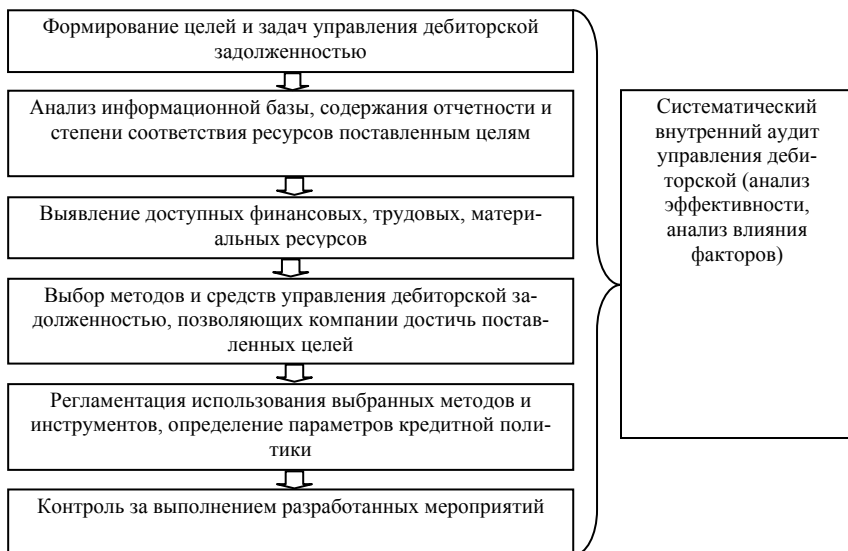 Формирование целей и задач управления дебиторской
задолженностью
Анализ информационной базы, содержания отчетности и
степени соответствия ресурсов поставленным целям
Выявление доступных финансовых, трудовых, матери-
альных ресурсов
Выбор методов и средств управления дебиторской за-
долженностью, позволяющих компании достичь постав-
ленных целей
Регламентация использования выбранных методов и
инструментов, определение параметров кредитной поли-
тики
Контроль за выполнением разработанных мероприятий
Систематический
внутренний аудит
управления деби-
торской (анализ
эффективности,
анализ влияния
факторов)